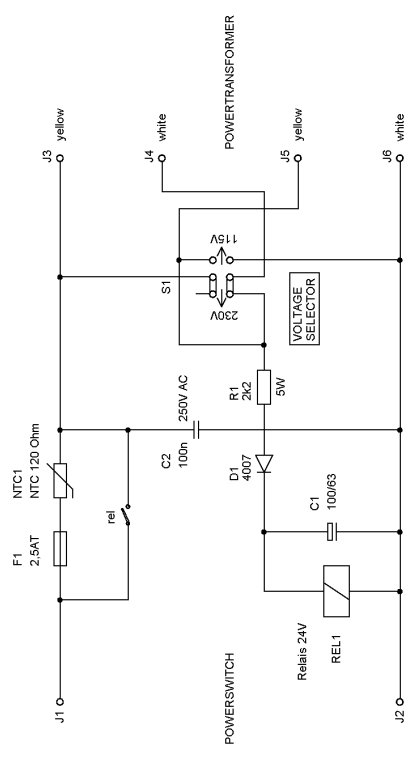 J1
J2
POWERSWITCH
F1
2,5AT
NTC1
NTC 120 Ohm
rel
Relais 24V
REL1
C1
100/63
D1
4007
C2
100n
250V AC
R1
2k2
5W
S1
230V
115V
VOLTAGE
SELECTOR
J3
yellow
J4
white
POWERTRANSFORMER
J5
yellow
J6
white